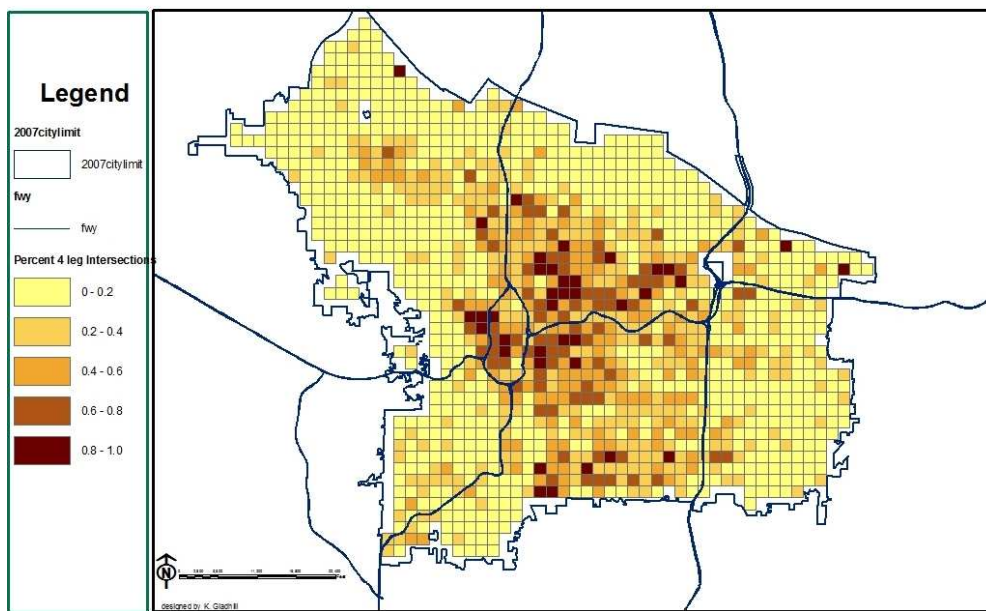 Legend
2007citylimit
2007citylimit
fwy
fwy
Percent 4 leg Intersections
0 - 0.2
0.2 - 0.4
0.4 - 0.6
0.6 - 0.8
0.8 - 1.0
N
designed by K. Gladhill